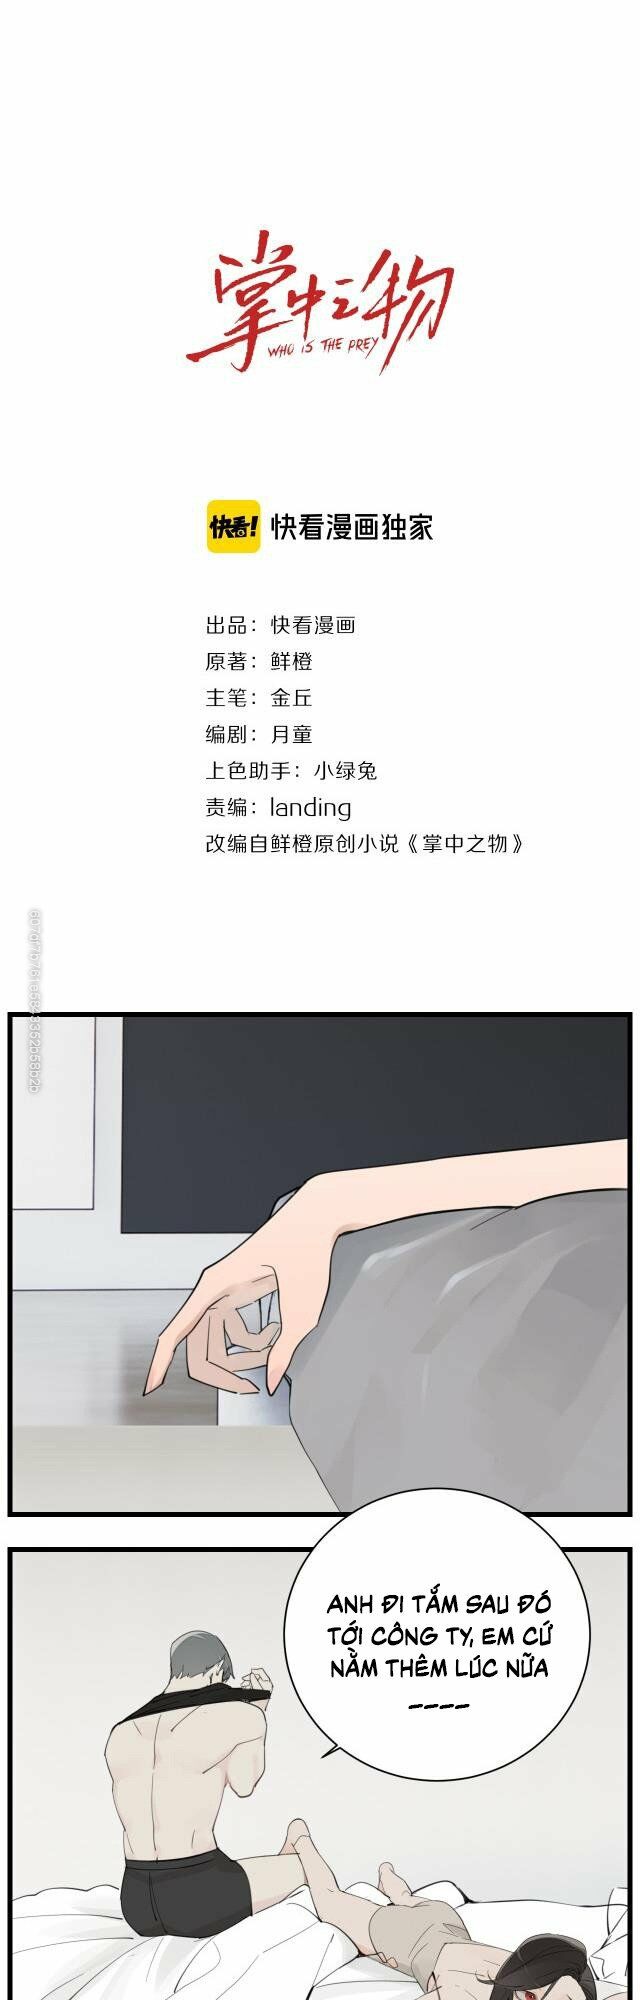 掌中之物
WHO IS THE PREY
快看! 快看漫画独家
出品：快看漫画
原著：鲜橙
主笔：金丘
编剧：月童
上色助手：小绿兔
责编：landing
改编自鲜橙原创小说《掌中之物》
ANH ĐI TẮM SAU ĐÓ
TỚI CÔNG TY, EM CỨ
NẰM THÊM LÚC NỮA
----